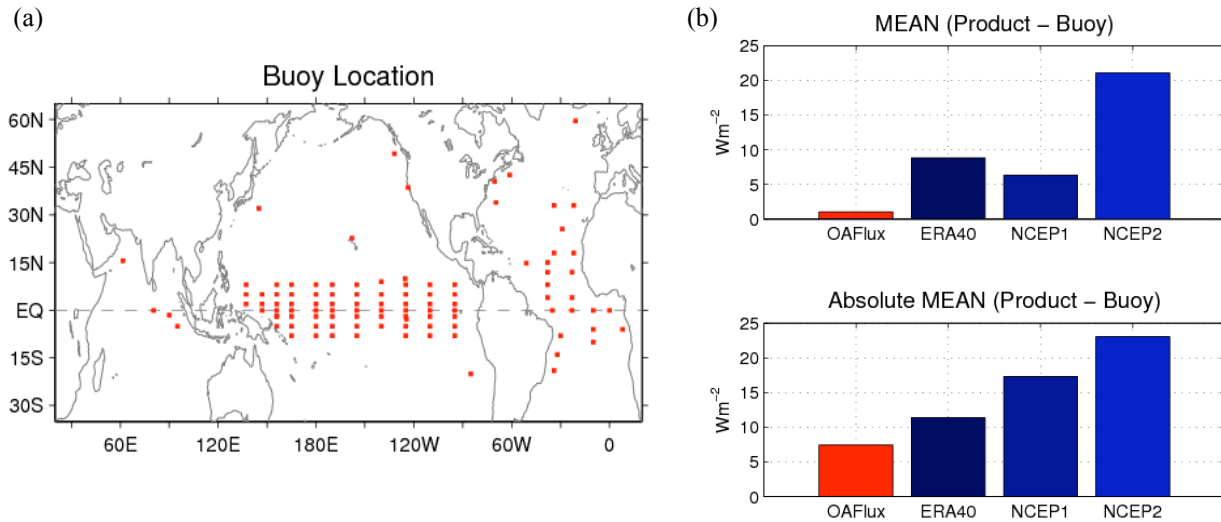 (a)
Buoy Location
60N
45N
30N
15N
EQ
15S
30S
60E 120E 180E 120W 60W 0
(b)
MEAN (Product − Buoy)
25
20
15
10
5
0
Wm−2
OAFlux ERA40 NCEP1 NCEP2
Absolute MEAN (Product − Buoy)
25
20
15
10
5
0
Wm−2
OAFlux ERA40 NCEP1 NCEP2